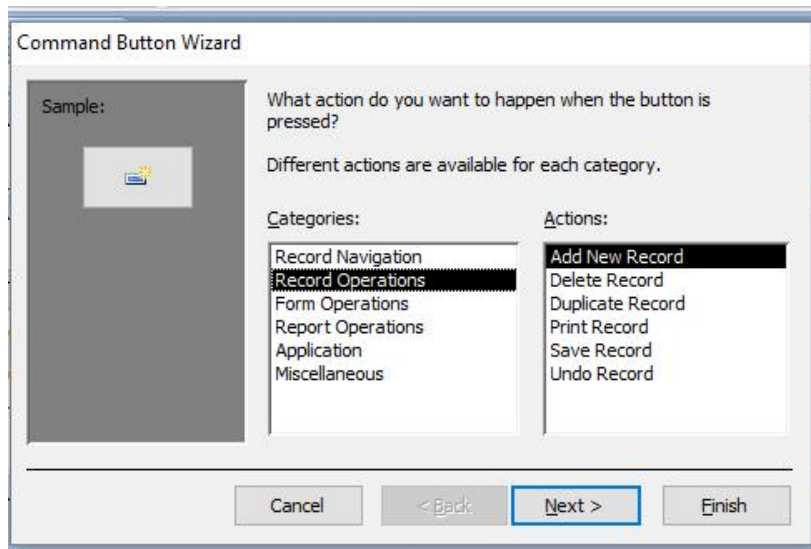 Command Button Wizard
Sample:
What action do you want to happen when the button is
pressed?
Different actions are available for each category.
Categories:
Record Navigation
Record Operations
Form Operations
Report Operations
Application
Miscellaneous
Actions:
Add New Record
Delete Record
Duplicate Record
Print Record
Save Record
Undo Record
Cancel
< Back
Next >
Finish